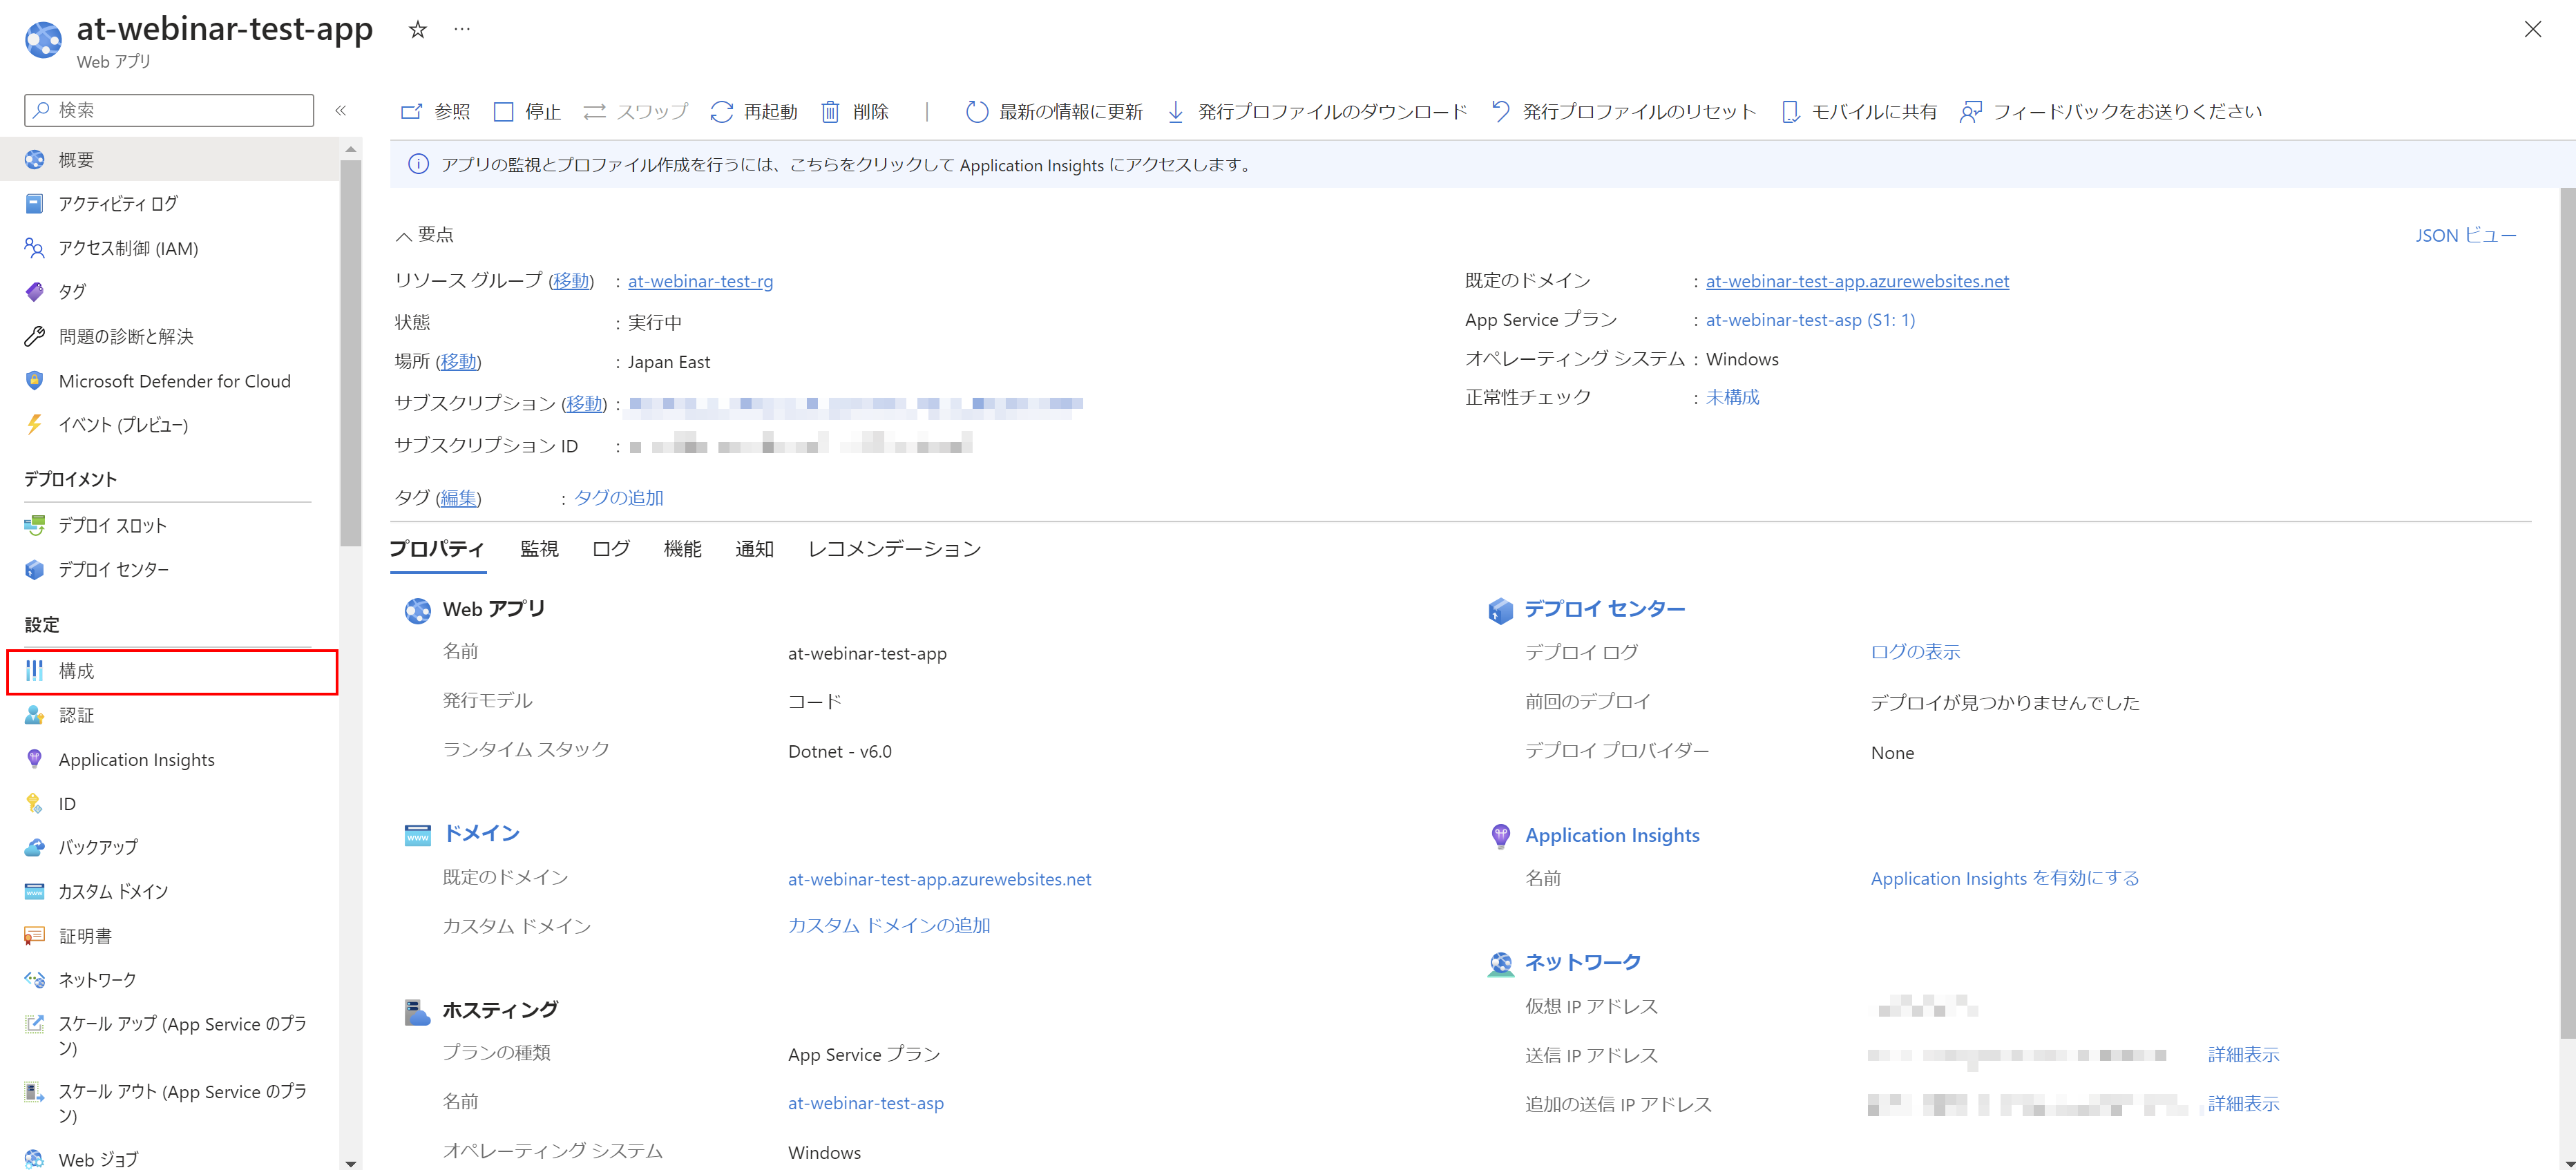 at-webinar-test-app
Web アプリ
検索
概要
アクティビティ ログ
アクセス制御 (IAM)
タグ
問題の診断と解決
Microsoft Defender for Cloud
イベント (プレビュー)
デプロイメント
デプロイ スロット
デプロイ センター
設定
構成
認証
Application Insights
ID
バックアップ
カスタム ドメイン
証明書
ネットワーク
スケール アップ (App Service のプラ
ン)
スケール アウト (App Service のプラ
ン)
Web ジョブ
参照 停止 スワップ 再起動 削除 | 最新の情報に更新 発行プロファイルのダウンロード 発行プロファイルのリセット モバイルに共有 フィードバックをお送りください
アプリの監視とプロファイル作成を行うには、こちらをクリックして Application Insights にアクセスします。
要点
JSON ビュー
リソース グループ (移動) : at-webinar-test-rg
状態 : 実行中
場所 (移動) : Japan East
サブスクリプション (移動) :
サブスクリプション ID :
タグ (編集) : タグの追加
既定のドメイン : at-webinar-test-app.azurewebsites.net
App Service プラン : at-webinar-test-asp (S1: 1)
オペレーティング システム : Windows
正常性チェック : 未構成
プロパティ 監視 ログ 機能 通知 レコメンデーション
Web アプリ
名前 at-webinar-test-app
発行モデル コード
ランタイム スタック Dotnet - v6.0
ドメイン
既定のドメイン at-webinar-test-app.azurewebsites.net
カスタム ドメイン カスタム ドメインの追加
ホスティング
プランの種類 App Service プラン
名前 at-webinar-test-asp
オペレーティング システム Windows
デプロイ センター
デプロイ ログ ログの表示
前回のデプロイ デプロイが見つかりませんでした
デプロイ プロバイダー None
Application Insights
名前 Application Insights を有効にする
ネットワーク
仮想 IP アドレス
送信 IP アドレス 詳細表示
追加の送信 IP アドレス 詳細表示